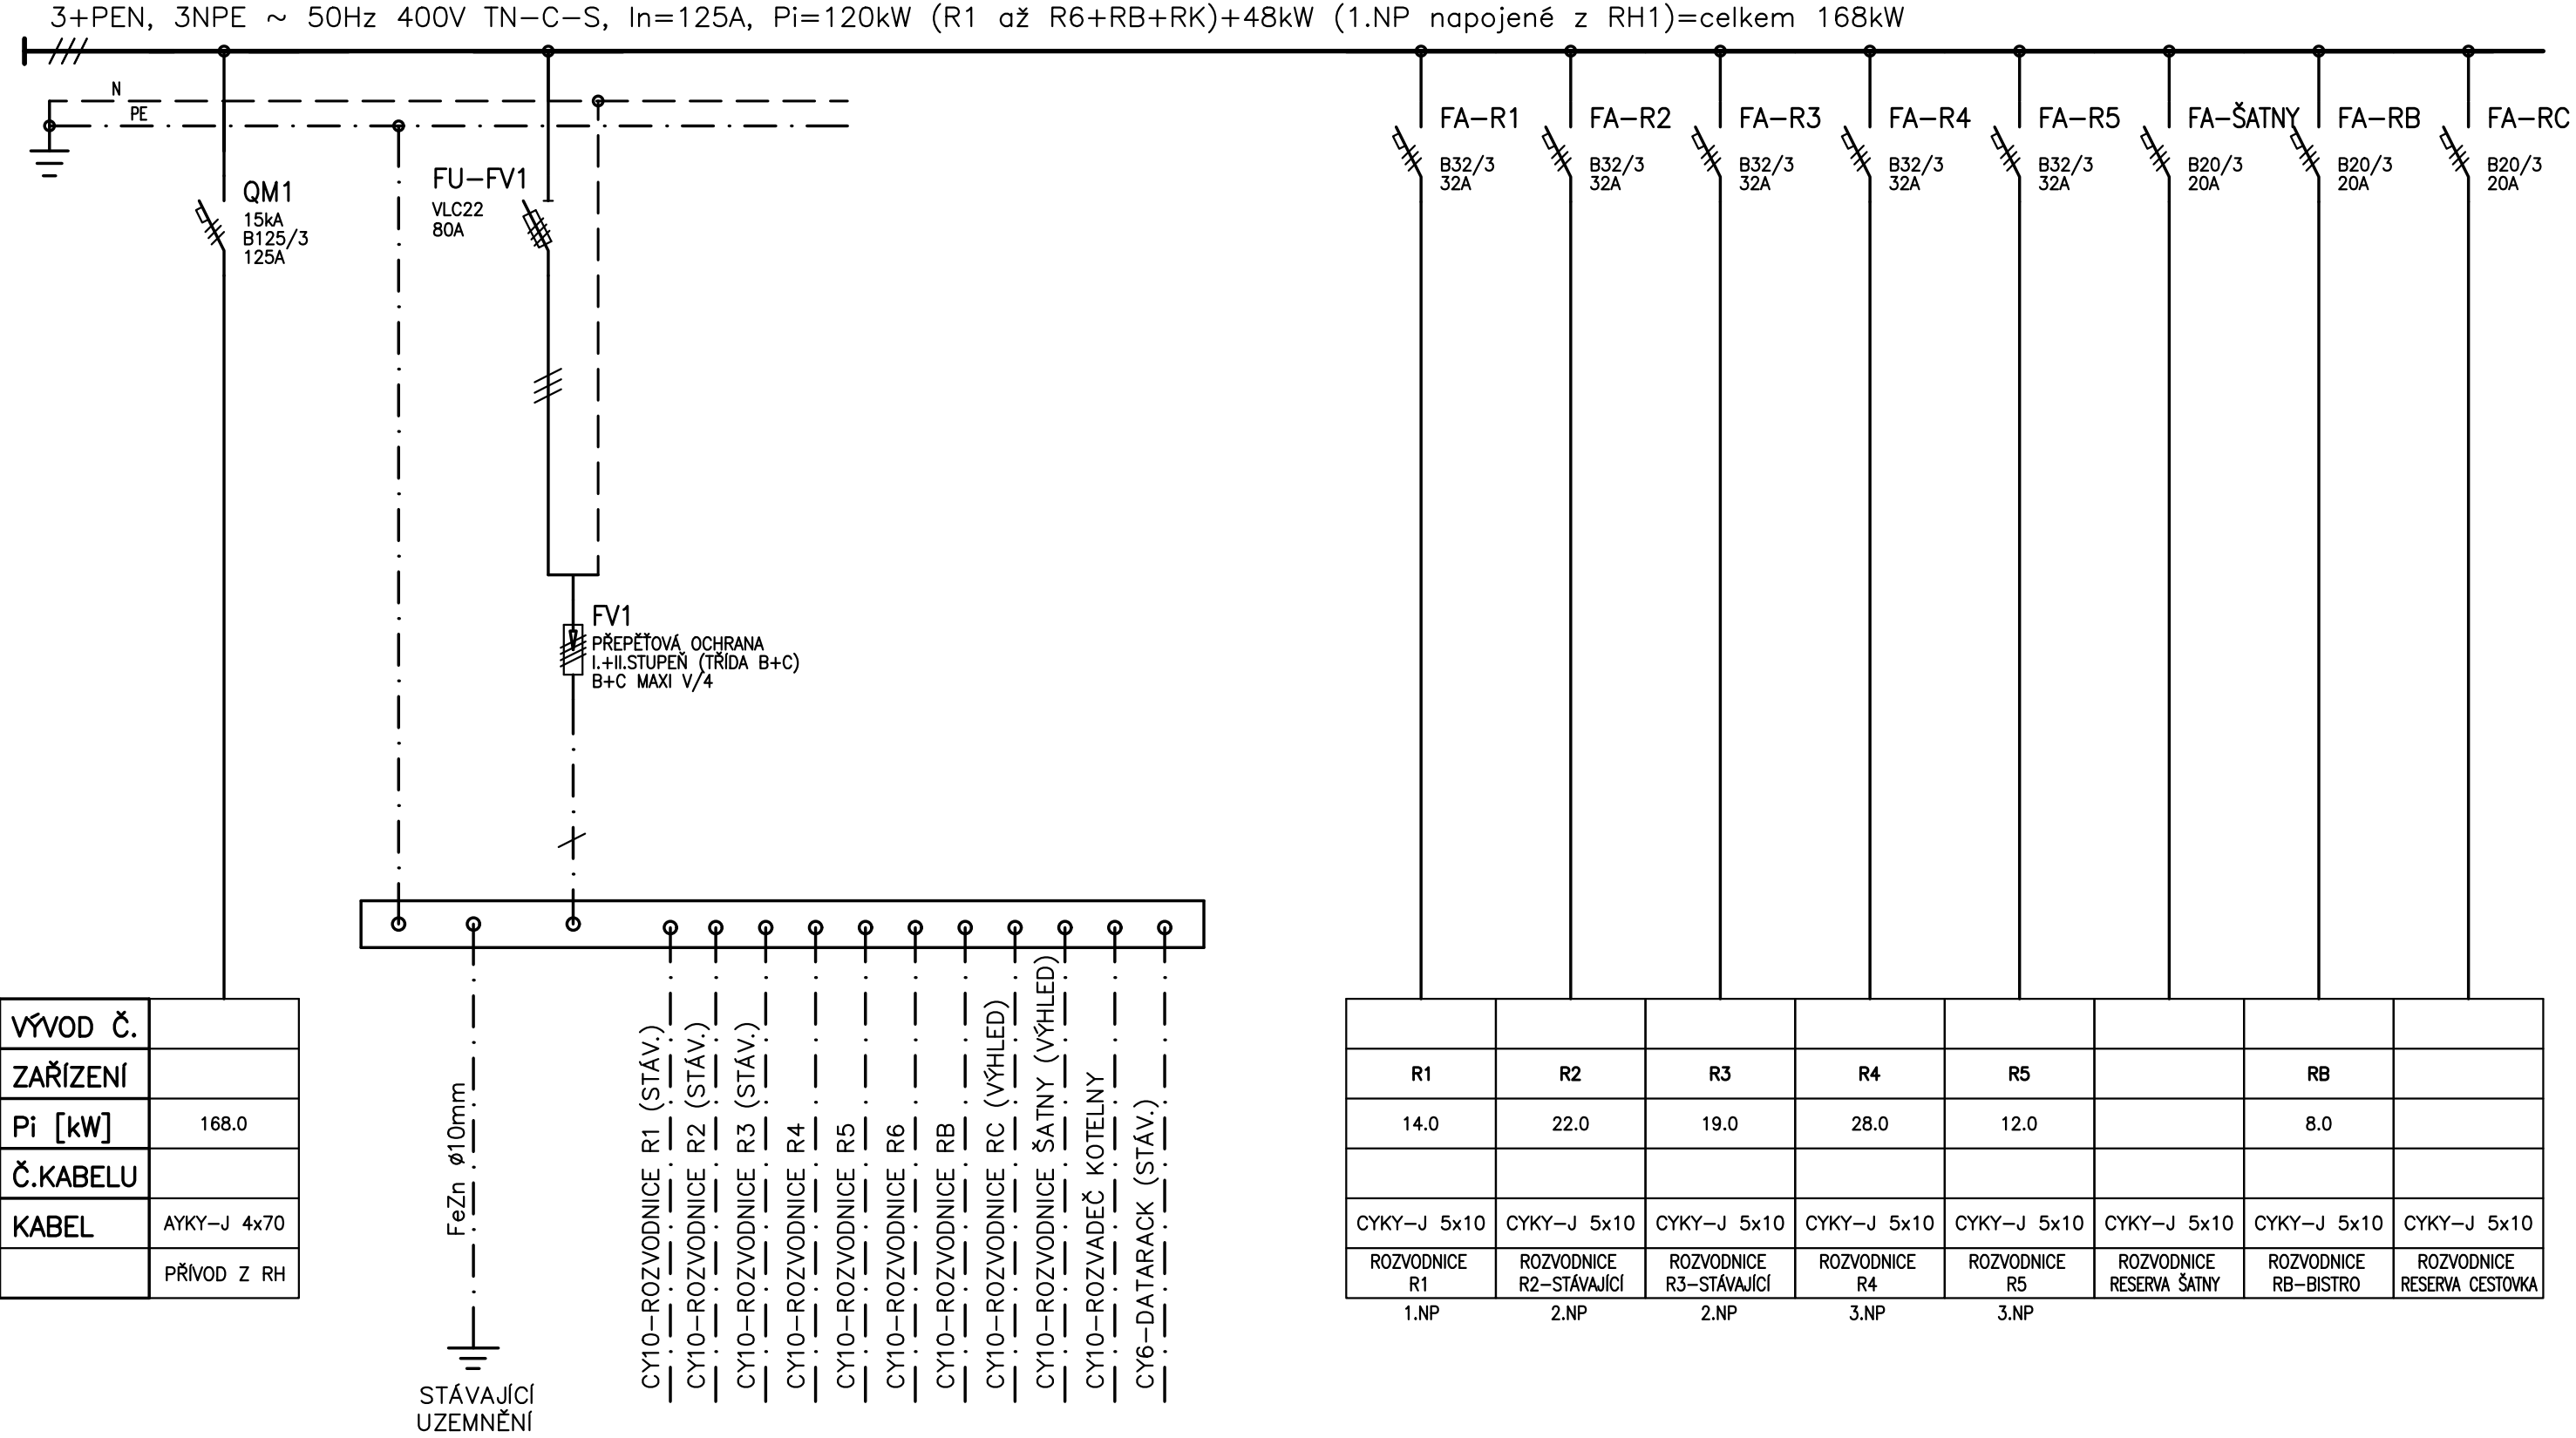 3+PEN, 3NPE ~ 50Hz 400V TN-C-S, In=125A, Pi=120kW (R1 až R6+RB+RK)+48kW (1.NP napojené z RH1)=celkem 168kW
N
PE
QM1
15kA
B125/3
125A
FU-FV1
VLC22
80A
FV1
PŘEPĚŤOVÁ OCHRANA
I.+II.STUPEŇ (TŘÍDA B+C)
B+C MAXI V/4
FA-R1
B32/3
32A
FA-R2
B32/3
32A
FA-R3
B32/3
32A
FA-R4
B32/3
32A
FA-R5
B32/3
32A
FA-ŠATNY
B20/3
20A
FA-RB
B20/3
20A
FA-RC
B20/3
20A
VÝVOD Č.
ZAŘÍZENÍ
Pi [kW] 168.0
Č.KABELU
KABEL AYKY-J 4x70
PŘÍVOD Z RH
FeZn ø10mm
STÁVAJÍCÍ
UZEMNĚNÍ
CY10-ROZVODNICE R1 (STÁV.)
CY10-ROZVODNICE R2 (STÁV.)
CY10-ROZVODNICE R3 (STÁV.)
CY10-ROZVODNICE R4
CY10-ROZVODNICE R5
CY10-ROZVODNICE R6
CY10-ROZVODNICE RB
CY10-ROZVODNICE RC (VÝHLED)
CY10-ROZVODNICE ŠATNY (VÝHLED)
CY10-ROZVADEČ KOTELNY
CY6-DATARACK (STÁV.)
R1 R2 R3 R4 R5 RB
14.0 22.0 19.0 28.0 12.0 8.0
CYKY-J 5x10 CYKY-J 5x10 CYKY-J 5x10 CYKY-J 5x10 CYKY-J 5x10 CYKY-J 5x10 CYKY-J 5x10 CYKY-J 5x10
ROZVODNICE ROZVODNICE ROZVODNICE ROZVODNICE ROZVODNICE ROZVODNICE ROZVODNICE ROZVODNICE
R1 R2-STÁVAJÍCÍ R3-STÁVAJÍCÍ R4 R5 RESERVA ŠATNY RB-BISTRO RESERVA CESTOVKA
1.NP 2.NP 2.NP 3.NP 3.NP